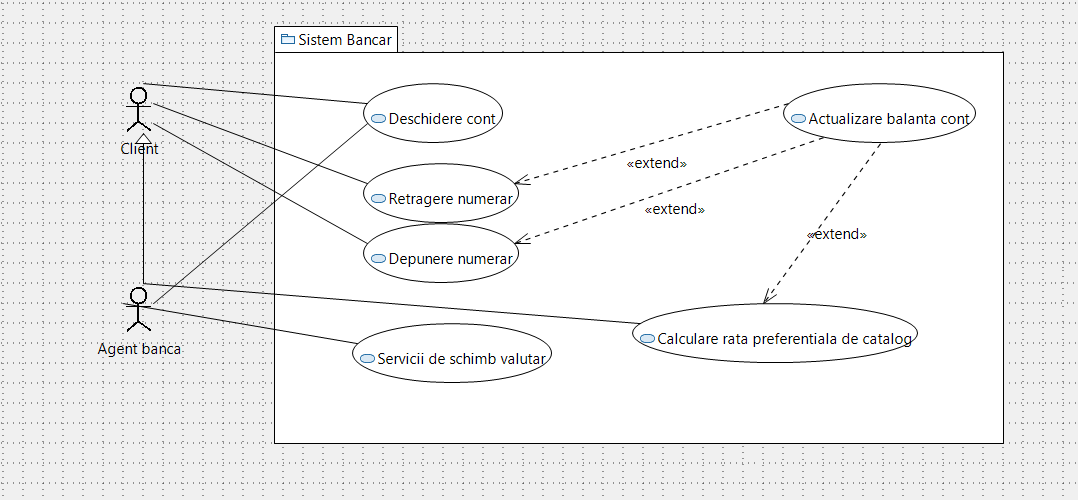 Sistem Bancar
Deschidere cont
Actualizare balanta cont
Client
«extend»
Retragere numerar
«extend»
«extend»
Depunere numerar
Calculare rata preferentiala de catalog
Agent banca
Servicii de schimb valutar